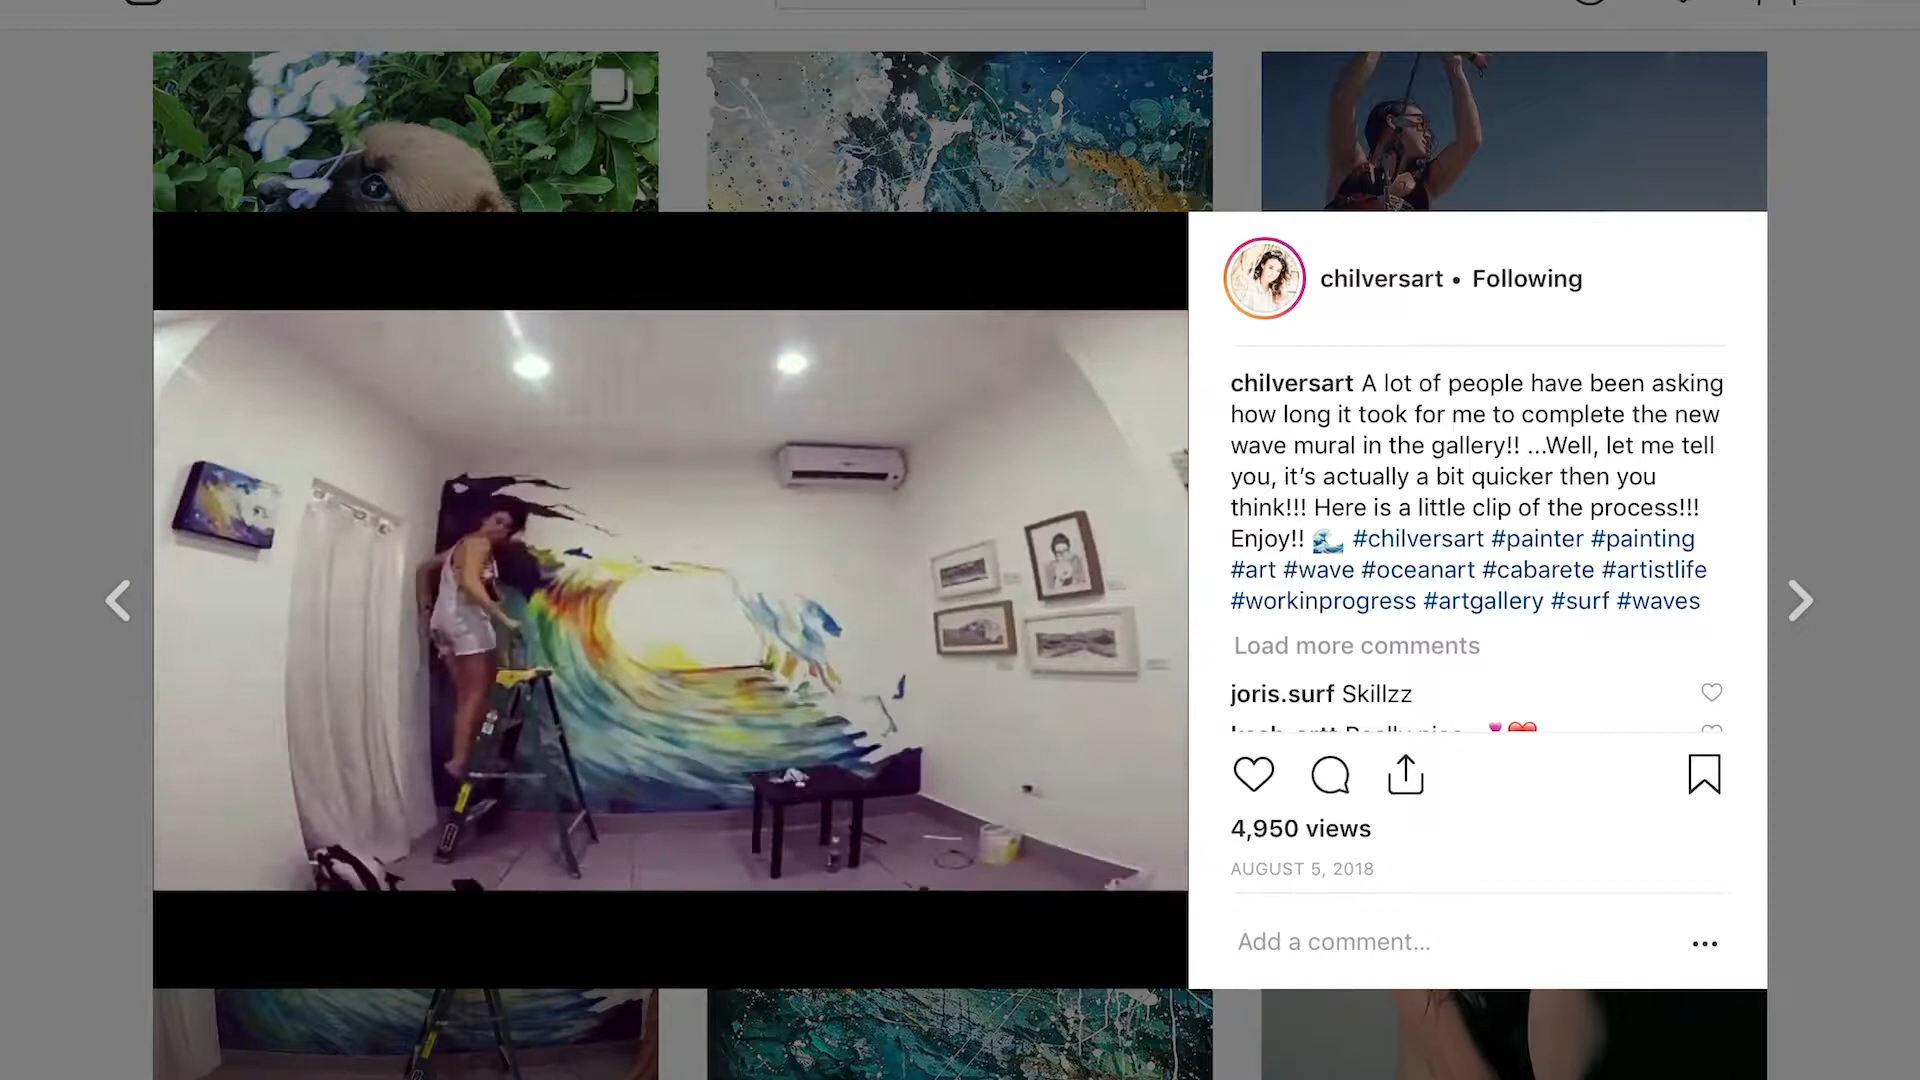 chilversart • Following
chilversart A lot of people have been asking
how long it took for me to complete the new
wave mural in the gallery!! ...Well, let me tell
you, it’s actually a bit quicker then you
think!!! Here is a little clip of the process!!!
Enjoy!! 🌊 #chilversart #painter #painting
#art #wave #oceanart #cabarete #artistlife
#workinprogress #artgallery #surf #waves
Load more comments
joris.surf Skillzz
4,950 views
AUGUST 5, 2018
Add a comment...